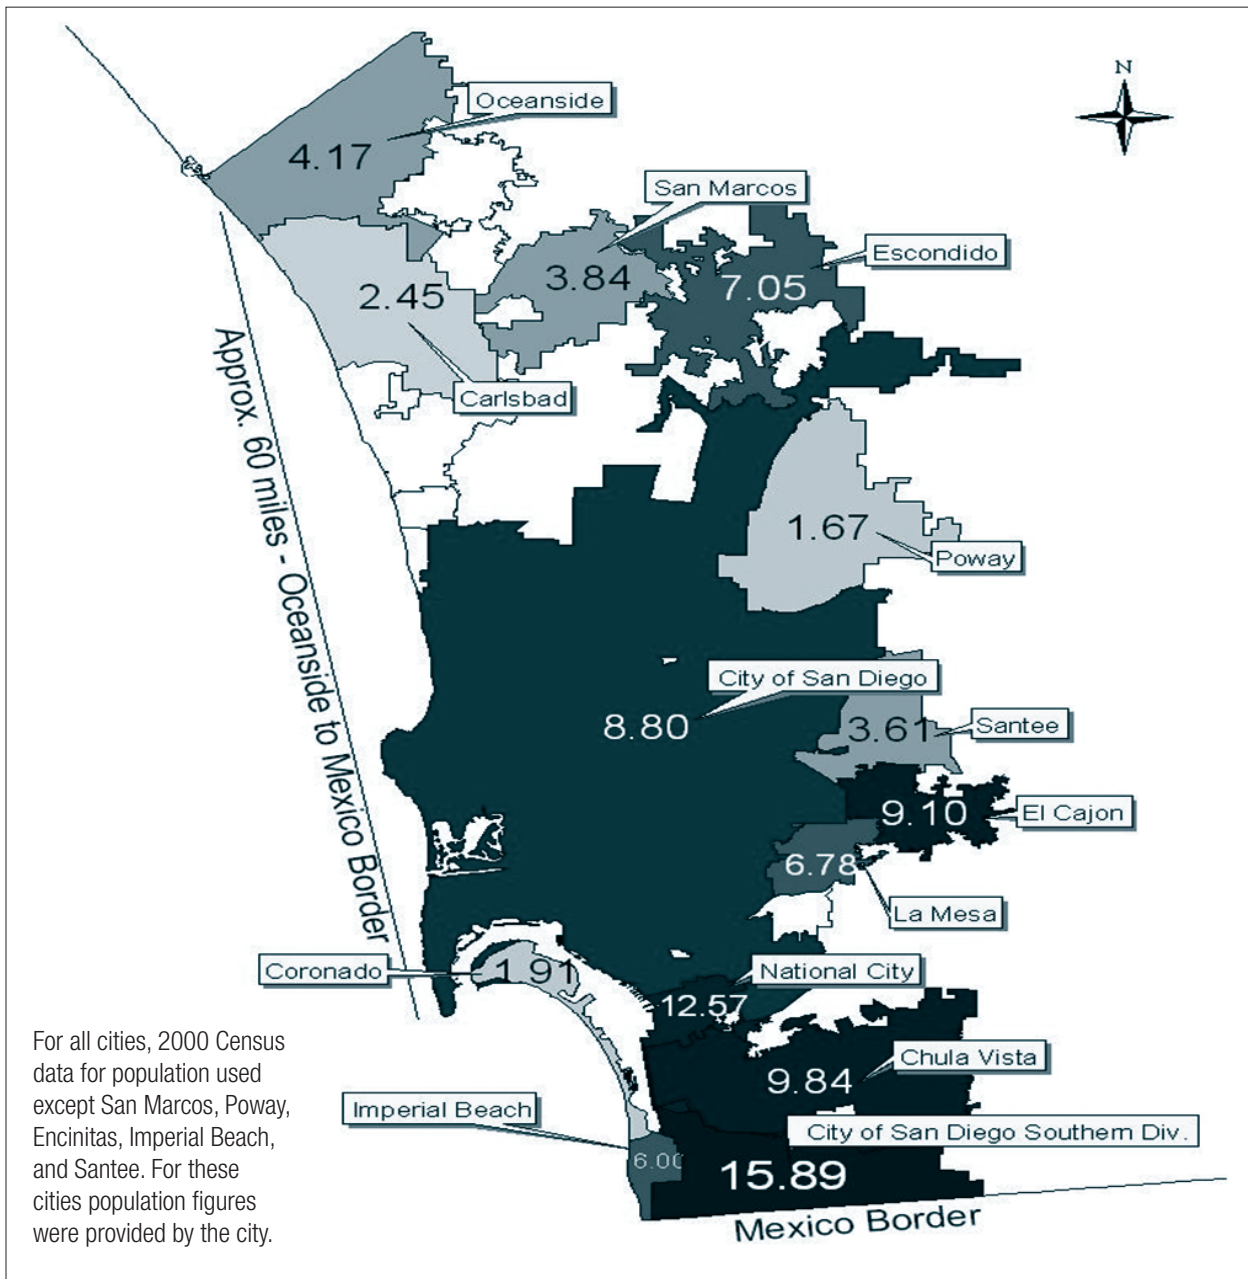 N
Oceanside
4.17
San Marcos
3.84
Escondido
7.05
2.45
Carlsbad
Approx. 60 miles - Oceanside to Mexico Border
1.67
Poway
City of San Diego
8.80
3.61
Santee
9.10
El Cajon
6.78
La Mesa
Coronado
1.91
National City
12.57
Chula Vista
9.84
Imperial Beach
6.00
City of San Diego Southern Div.
15.89
Mexico Border
For all cities, 2000 Census
data for population used
except San Marcos, Poway,
Encinitas, Imperial Beach,
and Santee. For these
cities population figures
were provided by the city.